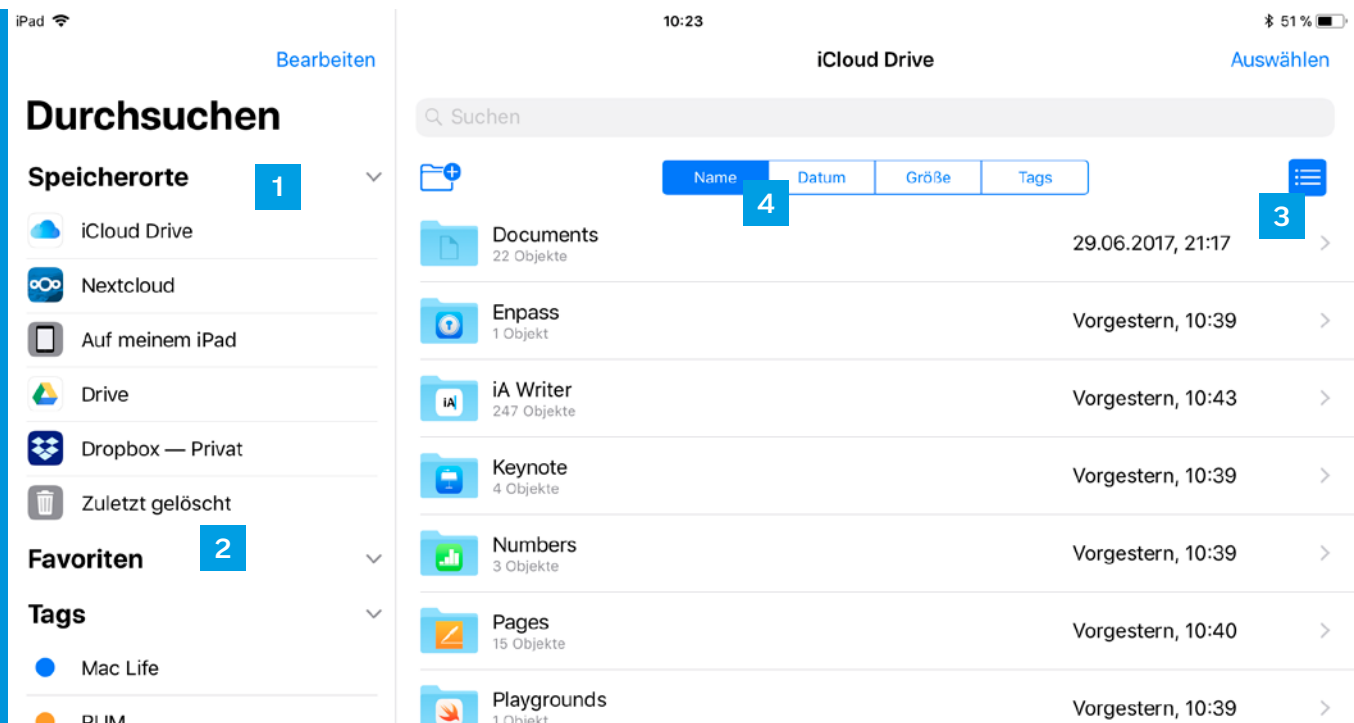 iPad
10:23
51 %
Bearbeiten
iCloud Drive
Auswählen
Durchsuchen
Suchen
Speicherorte
1
Name
Datum
Größe
Tags
4
3
iCloud Drive
Nextcloud
Auf meinem iPad
Drive
Dropbox — Privat
Zuletzt gelöscht
2
Favoriten
Tags
Mac Life
Documents
22 Objekte
29.06.2017, 21:17
Enpass
1 Objekt
Vorgestern, 10:39
iA Writer
iA
247 Objekte
Vorgestern, 10:43
Keynote
4 Objekte
Vorgestern, 10:39
Numbers
3 Objekte
Vorgestern, 10:39
Pages
15 Objekte
Vorgestern, 10:40
Playgrounds
1 Objekt
Vorgestern, 10:39